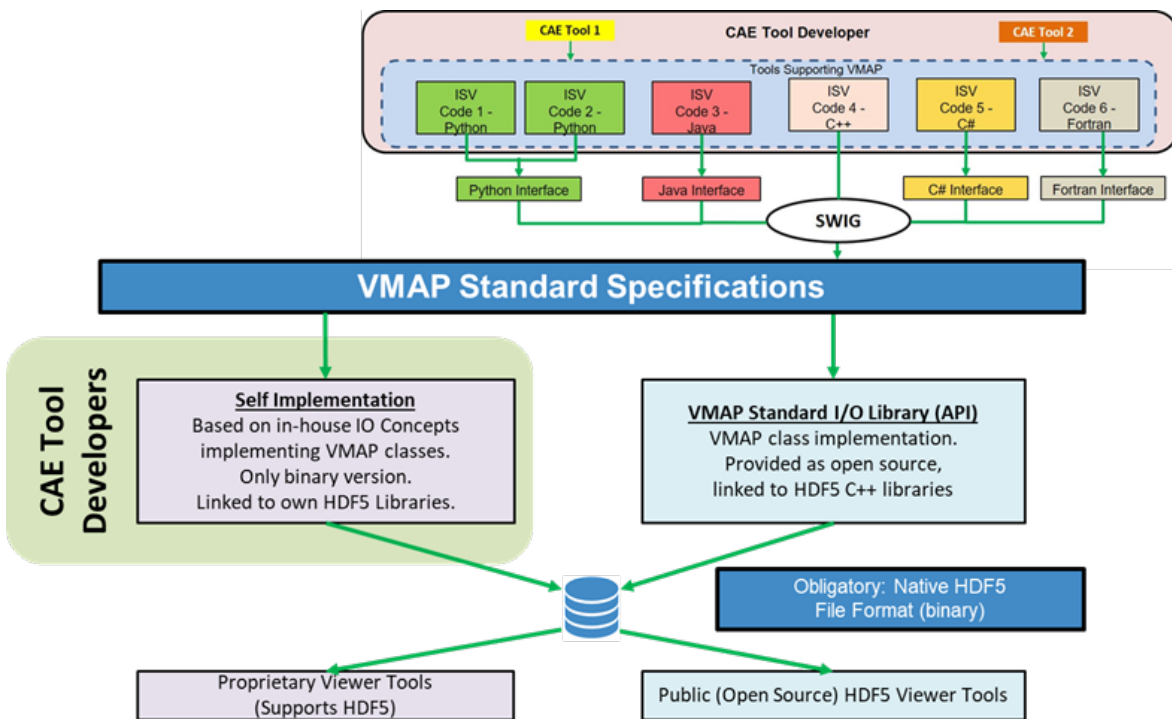 CAE Tool 1
CAE Tool Developer
CAE Tool 2
Tools Supporting VMAP
ISV
Code 1 -
Python
ISV
Code 2 -
Python
ISV
Code 3 -
Java
ISV
Code 4 -
C++
ISV
Code 5 -
C#
ISV
Code 6 -
Fortran
Python Interface
Java Interface
C# Interface
Fortran Interface
SWIG
VMAP Standard Specifications
CAE Tool
Developers
Self Implementation
Based on in-house IO Concepts
implementing VMAP classes.
Only binary version.
Linked to own HDF5 Libraries.
VMAP Standard I/O Library (API)
VMAP class implementation.
Provided as open source,
linked to HDF5 C++ libraries
Obligatory: Native HDF5
File Format (binary)
Proprietary Viewer Tools
(Supports HDF5)
Public (Open Source) HDF5 Viewer Tools